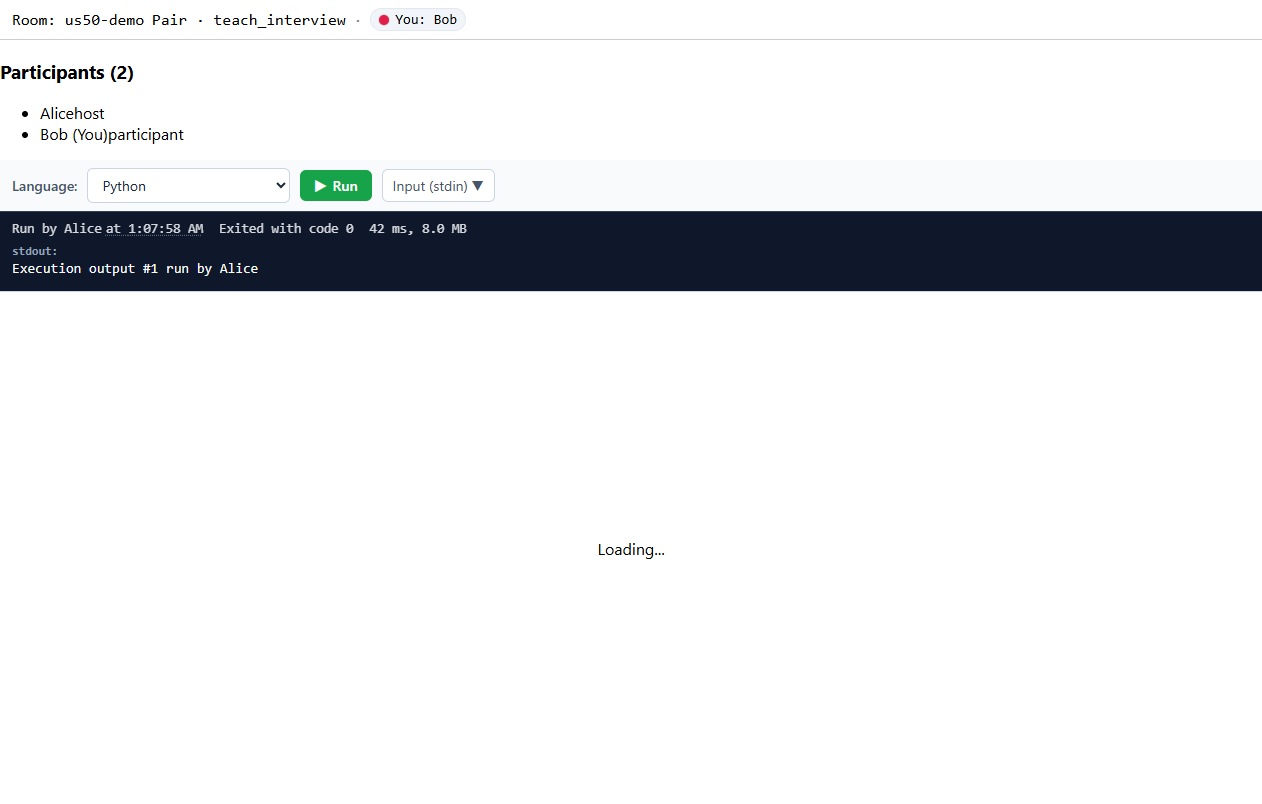 Room: us50-demo Pair · teach_interview · You: Bob
Participants (2)
• Alicehost
• Bob (You)participant
Language: Python ▶ Run Input (stdin) ▼
Run by Alice at 1:07:58 AM Exited with code 0 42 ms, 8.0 MB
stdout:
Execution output #1 run by Alice
Loading...